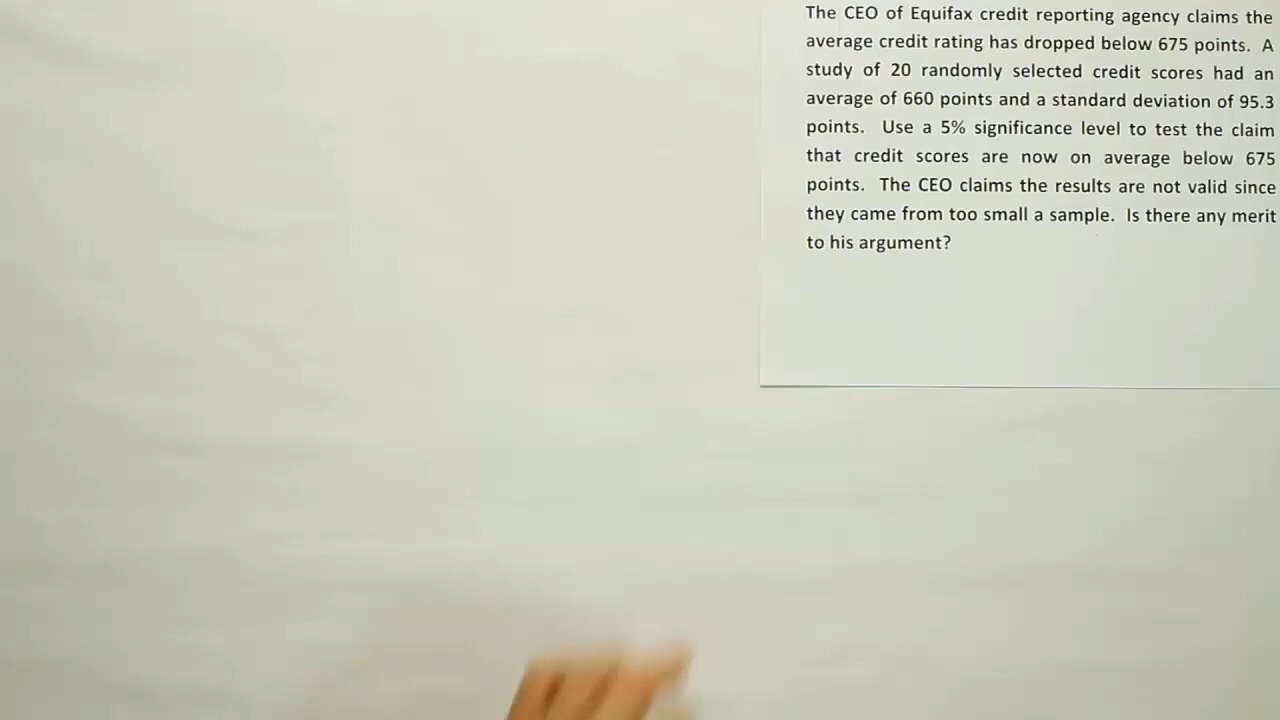 The CEO of Equifax credit reporting agency claims the
average credit rating has dropped below 675 points. A
study of 20 randomly selected credit scores had an
average of 660 points and a standard deviation of 95.3
points. Use a 5% significance level to test the claim
that credit scores are now on average below 675
points. The CEO claims the results are not valid since
they came from too small a sample. Is there any merit
to his argument?